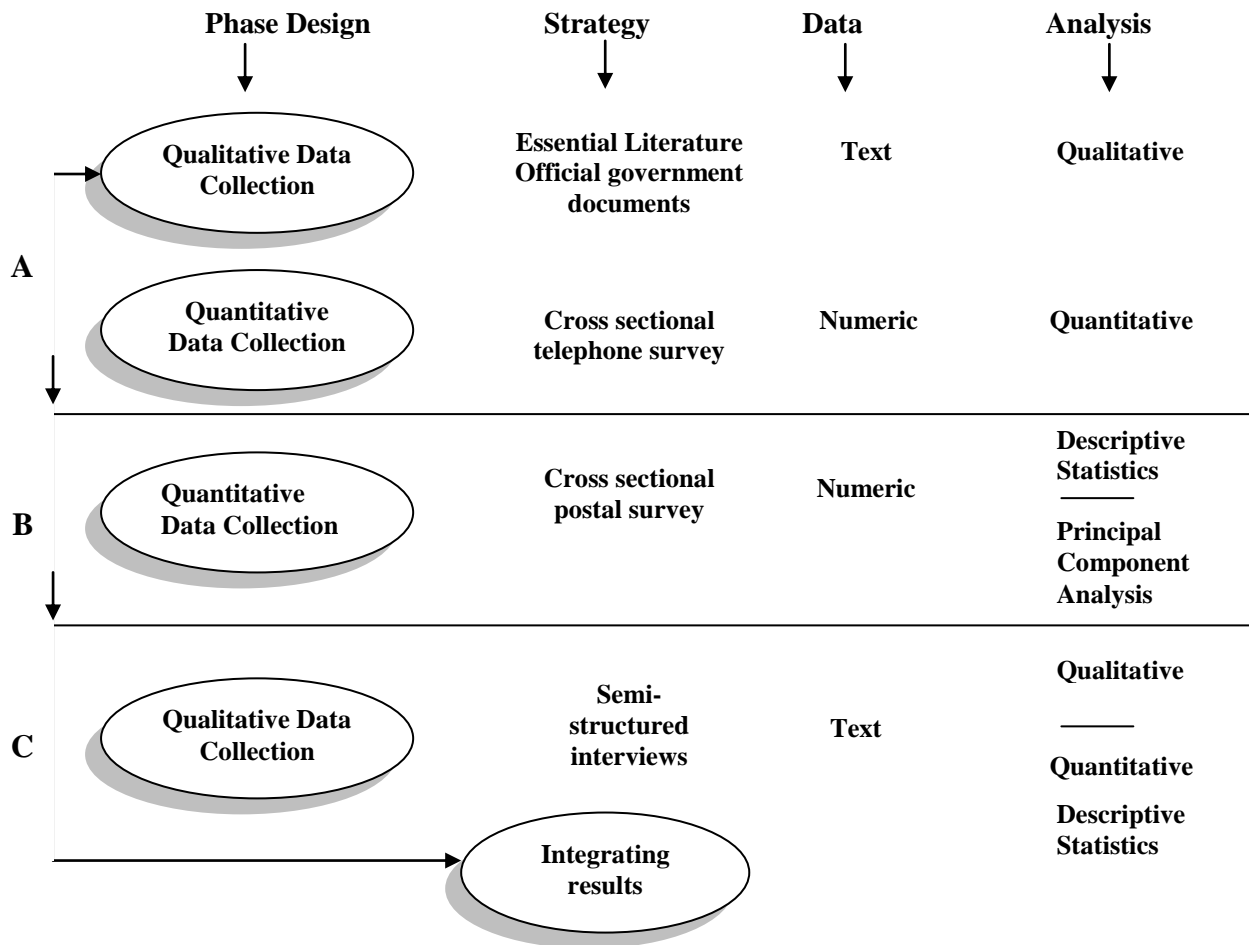 Phase Design
Strategy
Data
Analysis
A
Qualitative Data
Collection
Essential Literature
Official government
documents
Text
Qualitative
Quantitative
Data Collection
Cross sectional
telephone survey
Numeric
Quantitative
B
Quantitative
Data Collection
Cross sectional
postal survey
Numeric
Descriptive
Statistics
Principal
Component
Analysis
C
Qualitative Data
Collection
Semi-
structured
interviews
Text
Qualitative
Quantitative
Descriptive
Statistics
Integrating
results